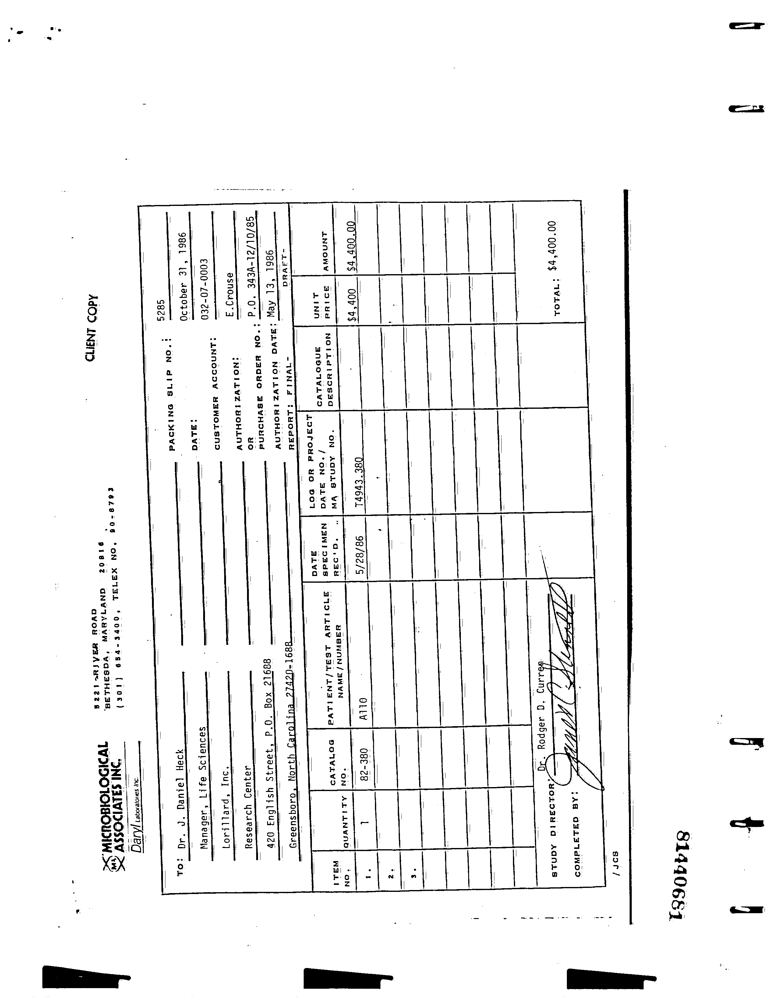 CLIENT COPY
MICROBIOLOGICAL
ASSOCIATES INC.
Daryl Laboratories Inc.
5221 RIVER ROAD
BETHESDA, MARYLAND 20816
(301) 654-3400, TELEX NO. 90-8793
PACKING SLIP NO.: 5285
TO: Dr. J. Daniel Heck
DATE: October 31, 1986
Manager, Life Sciences
CUSTOMER ACCOUNT: 032-07-0003
Lorillard, Inc.
AUTHORIZATION: E.Crouse
Research Center
OR
PURCHASE ORDER NO.: P.O. 343A-12/10/85
420 English Street, P.O. Box 21688
AUTHORIZATION DATE: May 13, 1986
Greensboro, North Carolina 27420-1688
REPORT: FINAL- DRAFT-
ITEM NO. QUANTITY CATALOG NO. PATIENT/TEST ARTICLE NAME/NUMBER DATE SPECIMEN REC'D. LOG OR PROJECT DATE NO./ MA STUDY NO. CATALOGUE DESCRIPTION UNIT PRICE AMOUNT
1. 1 82-380 A110 5/28/86 T4943.380 $4,400 $4,400.00
2.
3.
STUDY DIRECTOR: Dr. Rodger D. Curren
TOTAL: $4,400.00
COMPLETED BY:
/JCS
81440681